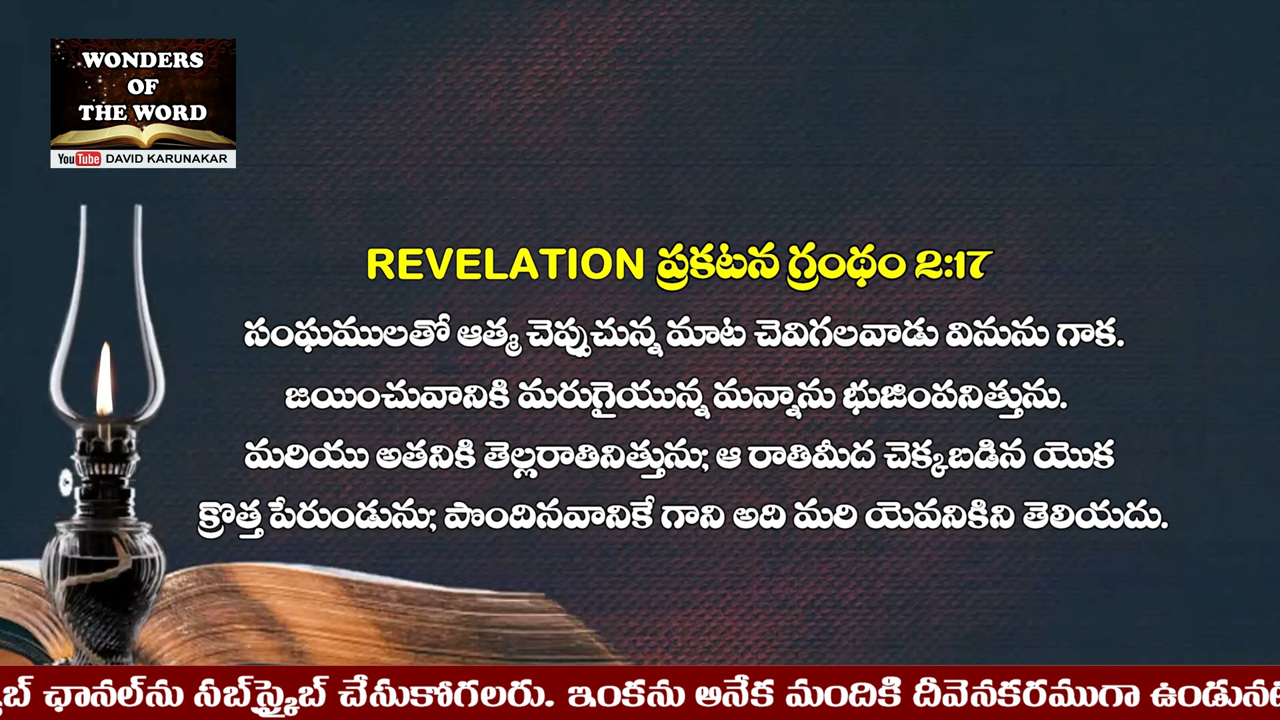 WONDERS
OF
THE WORD
YouTube DAVID KARUNAKAR
REVELATION ప్రకటన గ్రంథం 2:17
సంఘములతో ఆత్మ చెప్పుచున్న మాట చెవిగలవాడు వినును గాక.
జయించువానికి మరుగైయున్న మన్నాను భుజింపనిత్తును.
మరియు అతనికి తెల్లరాతినిత్తును; ఆ రాతిమీద చెక్కబడిన యొక
క్రొత్త పేరుండును; పొందినవానికే గాని అది మరి యెవనికిని తెలియదు.
ఛానల్‌ను సబ్‌స్క్రైబ్ చేసుకోగలరు. ఇంకను అనేక మందికి దీవెనకరముగా